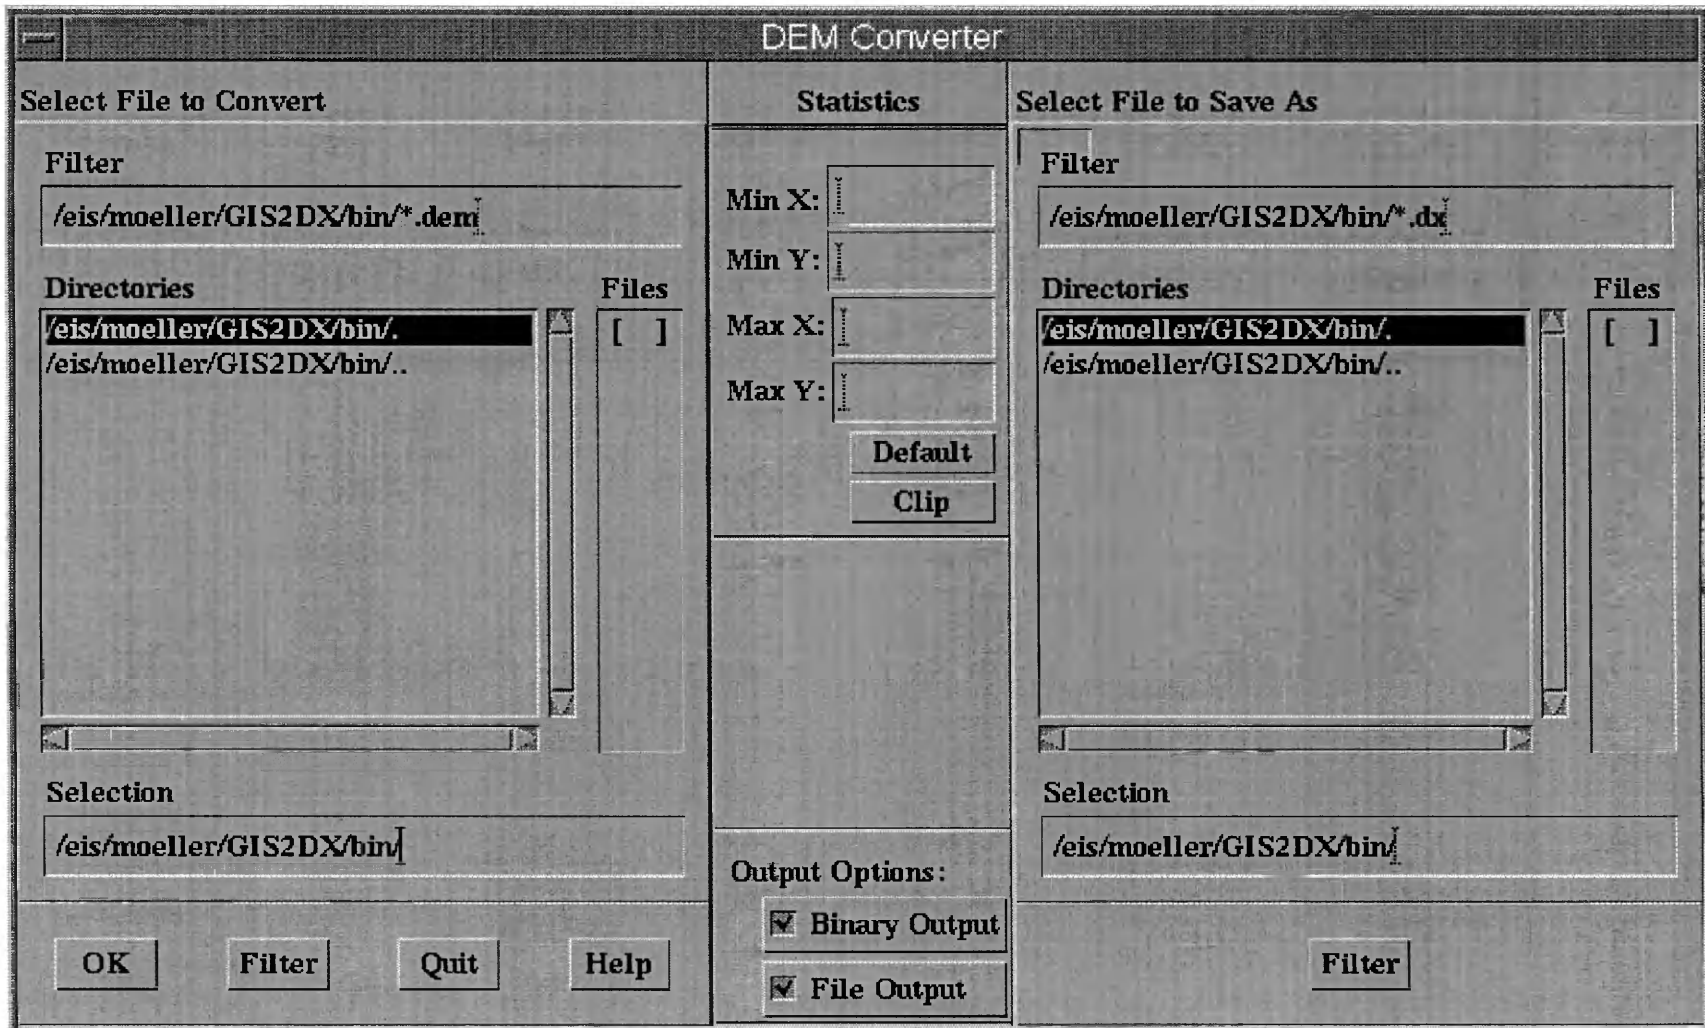 DEM Converter
Select File to Convert
Filter
/eis/moeller/GIS2DX/bin/*.dem
Directories
Files
/eis/moeller/GIS2DX/bin/.
/eis/moeller/GIS2DX/bin/..
[ ]
Selection
/eis/moeller/GIS2DX/bin/
OK
Filter
Quit
Help
Statistics
Min X:
Min Y:
Max X:
Max Y:
Default
Clip
Output Options:
Binary Output
File Output
Select File to Save As
Filter
/eis/moeller/GIS2DX/bin/*.dx
Directories
Files
/eis/moeller/GIS2DX/bin/.
/eis/moeller/GIS2DX/bin/..
[ ]
Selection
/eis/moeller/GIS2DX/bin/
Filter